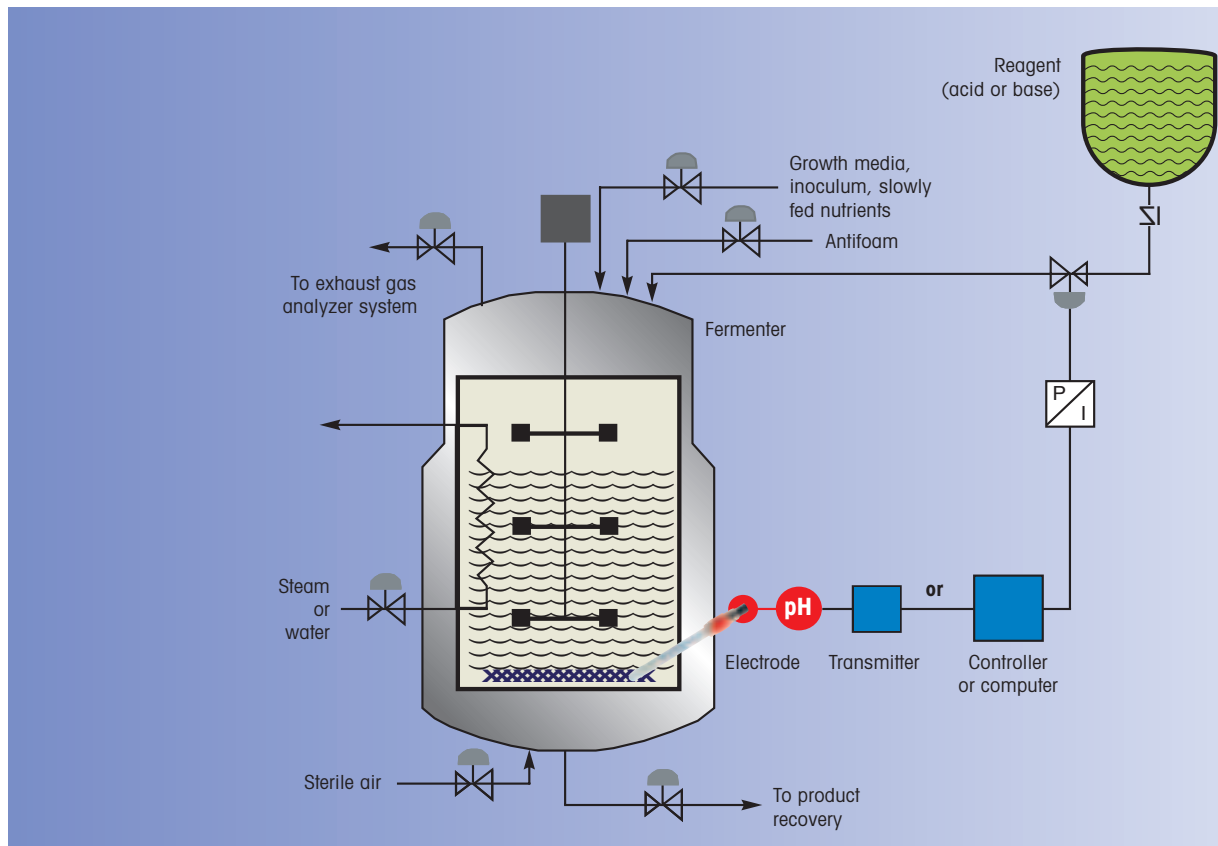 Reagent
(acid or base)
Growth media,
inoculum, slowly
fed nutrients
Antifoam
To exhaust gas
analyzer system
Fermenter
P
I
Steam
or
water
pH
or
Electrode
Transmitter
Controller
or computer
Sterile air
To product
recovery